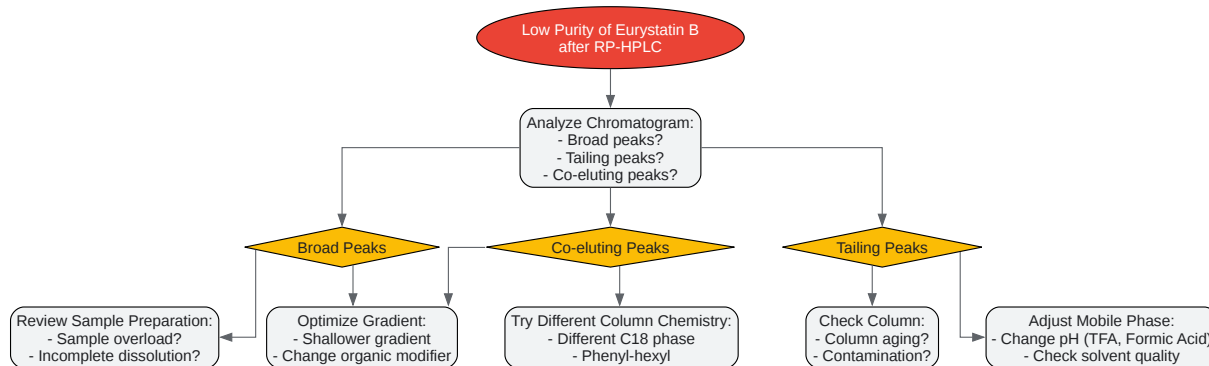 Low Purity of Eurystatin B
after RP-HPLC
Analyze Chromatogram:
- Broad peaks?
- Tailing peaks?
- Co-eluting peaks?
Broad Peaks
Co-eluting Peaks
Tailing Peaks
Review Sample Preparation:
- Sample overload?
- Incomplete dissolution?
Optimize Gradient:
- Shallower gradient
- Change organic modifier
Try Different Column Chemistry:
- Different C18 phase
- Phenyl-hexyl
Check Column:
- Column aging?
- Contamination?
Adjust Mobile Phase:
- Change pH (TFA, Formic Acid)
- Check solvent quality